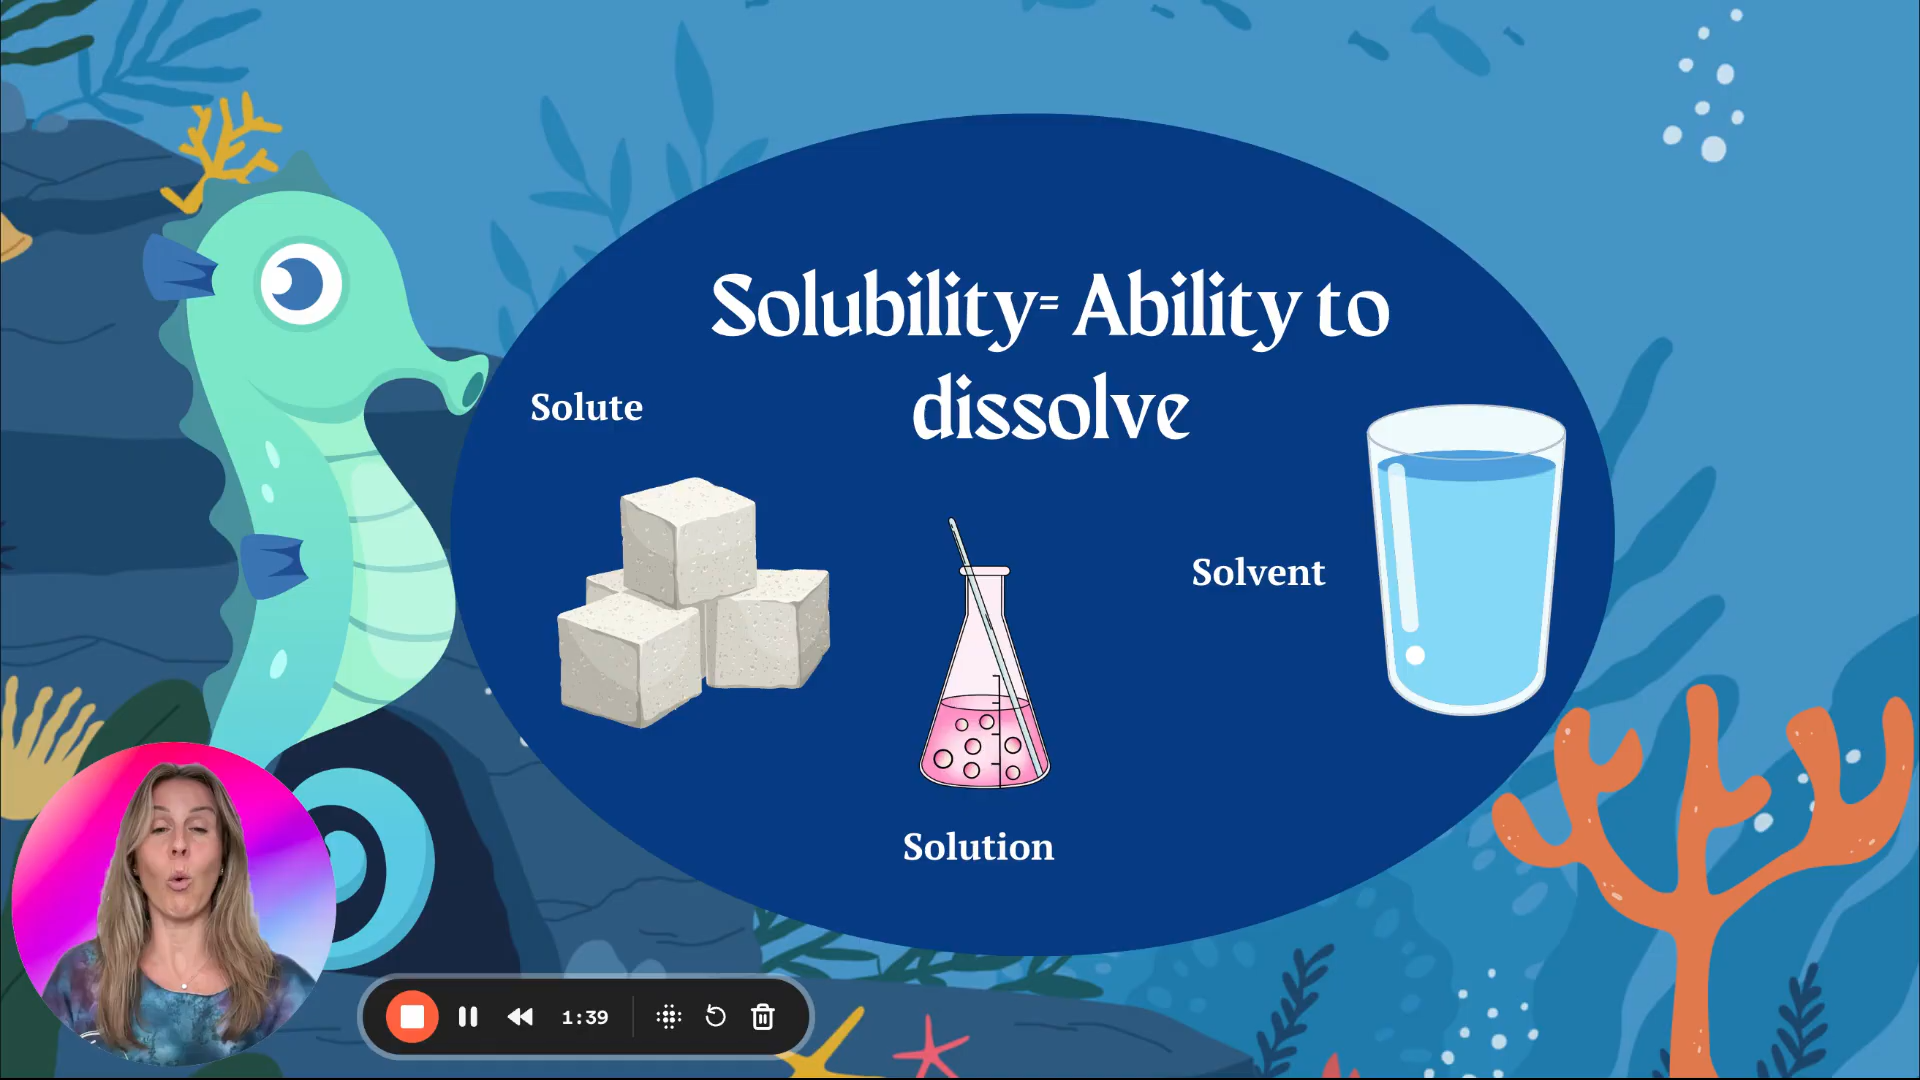 Solubility= Ability to
dissolve
Solute
Solvent
Solution
1:39